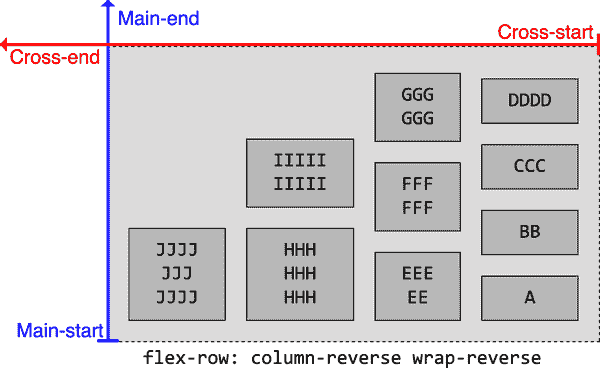 Main-end
Cross-start
Cross-end
GGG
GGG
DDDD
IIIII
IIIII
FFF
FFF
CCC
JJJJ
JJJ
JJJJ
HHH
HHH
HHH
EEE
EE
BB
A
Main-start
flex-row: column-reverse wrap-reverse